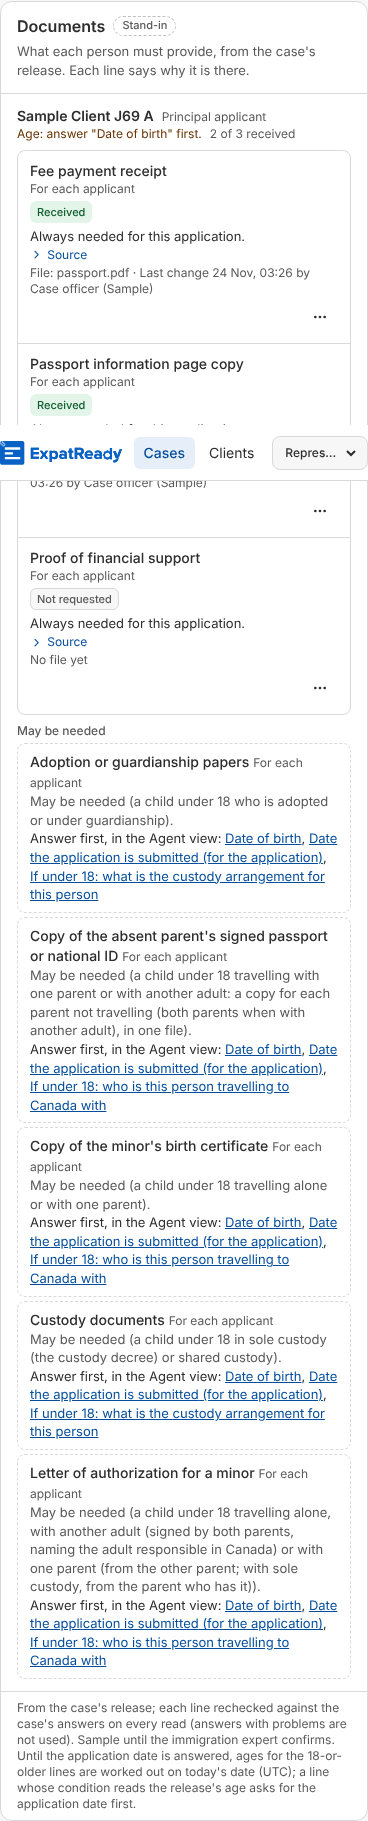 Documents Stand-in
What each person must provide, from the case's
release. Each line says why it is there.
Sample Client J69 A Principal applicant
Age: answer "Date of birth" first. 2 of 3 received
Fee payment receipt
For each applicant
Received
Always needed for this application.
Source
File: passport.pdf · Last change 24 Nov, 03:26 by
Case officer (Sample)
...
Passport information page copy
For each applicant
Received
ExpatReady Cases Clients Repres...
03:26 by Case officer (Sample)
...
Proof of financial support
For each applicant
Not requested
Always needed for this application.
Source
No file yet
...
May be needed
Adoption or guardianship papers For each
applicant
May be needed (a child under 18 who is adopted
or under guardianship).
Answer first, in the Agent view: Date of birth, Date
the application is submitted (for the application),
If under 18: what is the custody arrangement for
this person
Copy of the absent parent's signed passport
or national ID For each applicant
May be needed (a child under 18 travelling with
one parent or with another adult: a copy for each
parent not travelling (both parents when with
another adult), in one file).
Answer first, in the Agent view: Date of birth, Date
the application is submitted (for the application),
If under 18: who is this person travelling to
Canada with
Copy of the minor's birth certificate For each
applicant
May be needed (a child under 18 travelling alone
or with one parent).
Answer first, in the Agent view: Date of birth, Date
the application is submitted (for the application),
If under 18: who is this person travelling to
Canada with
Custody documents For each applicant
May be needed (a child under 18 in sole custody
(the custody decree) or shared custody).
Answer first, in the Agent view: Date of birth, Date
the application is submitted (for the application),
If under 18: what is the custody arrangement for
this person
Letter of authorization for a minor For each
applicant
May be needed (a child under 18 travelling alone,
with another adult (signed by both parents,
naming the adult responsible in Canada) or with
one parent (from the other parent; with sole
custody, from the parent who has it)).
Answer first, in the Agent view: Date of birth, Date
the application is submitted (for the application),
If under 18: who is this person travelling to
Canada with
From the case's release; each line rechecked against the
case's answers on every read (answers with problems are
not used). Sample until the immigration expert confirms.
Until the application date is answered, ages for the 18-or-
older lines are worked out on today's date (UTC); a line
whose condition reads the release's age asks for the
application date first.